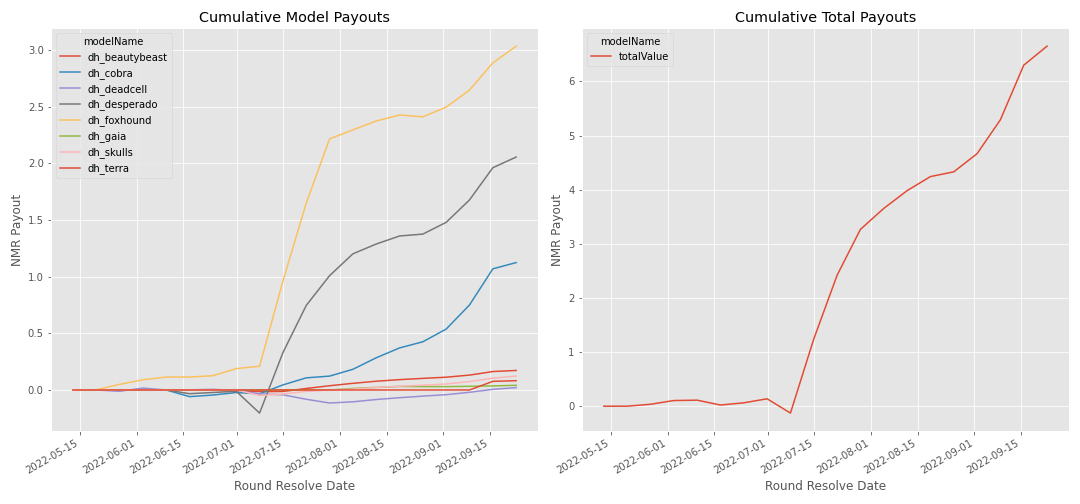 Cumulative Model Payouts
modelName
dh_beautybeast
dh_cobra
dh_deadcell
dh_desperado
dh_foxhound
dh_gaia
dh_skulls
dh_terra
NMR Payout
3.0
2.5
2.0
1.5
1.0
0.5
0.0
2022-05-15
2022-06-01
2022-06-15
2022-07-01
2022-07-15
2022-08-01
2022-08-15
2022-09-01
2022-09-15
Round Resolve Date
Cumulative Total Payouts
modelName
totalValue
NMR Payout
6
5
4
3
2
1
0
2022-05-15
2022-06-01
2022-06-15
2022-07-01
2022-07-15
2022-08-01
2022-08-15
2022-09-01
2022-09-15
Round Resolve Date